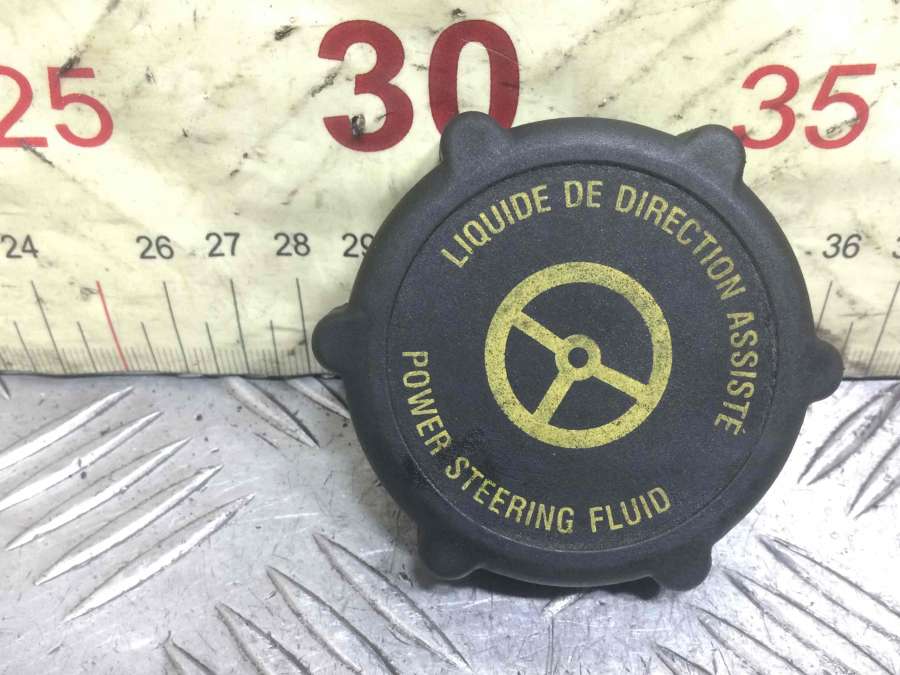 25 30 35
24 26 27 28 29 36
LIQUIDE DE DIRECTION ASSISTÉ
POWER STEERING FLUID